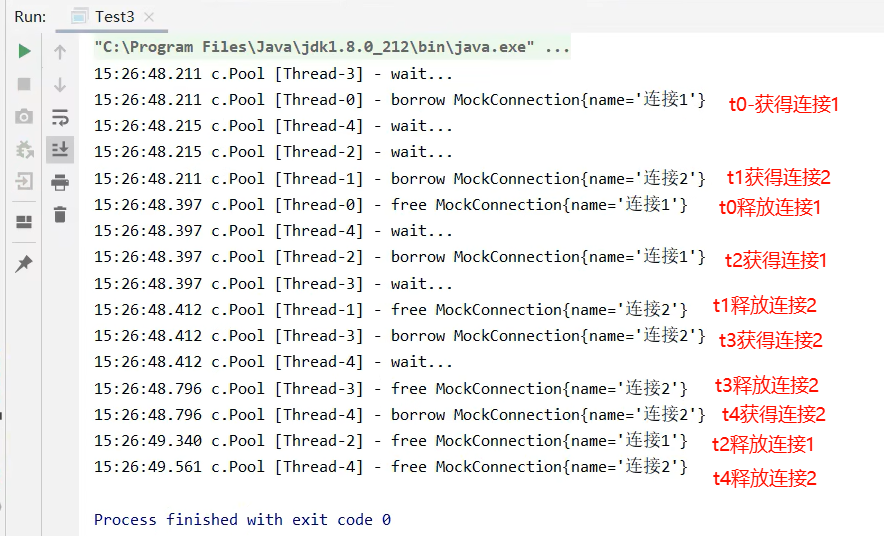 Run: Test3
"C:\Program Files\Java\jdk1.8.0_212\bin\java.exe" ...
15:26:48.211 c.Pool [Thread-3] - wait...
15:26:48.211 c.Pool [Thread-0] - borrow MockConnection{name='连接1'} t0-获得连接1
15:26:48.215 c.Pool [Thread-4] - wait...
15:26:48.215 c.Pool [Thread-2] - wait...
15:26:48.211 c.Pool [Thread-1] - borrow MockConnection{name='连接2'} t1获得连接2
15:26:48.397 c.Pool [Thread-0] - free MockConnection{name='连接1'} t0释放连接1
15:26:48.397 c.Pool [Thread-4] - wait...
15:26:48.397 c.Pool [Thread-2] - borrow MockConnection{name='连接1'} t2获得连接1
15:26:48.397 c.Pool [Thread-3] - wait...
15:26:48.412 c.Pool [Thread-1] - free MockConnection{name='连接2'} t1释放连接2
15:26:48.412 c.Pool [Thread-3] - borrow MockConnection{name='连接2'} t3获得连接2
15:26:48.412 c.Pool [Thread-4] - wait...
15:26:48.796 c.Pool [Thread-3] - free MockConnection{name='连接2'} t3释放连接2
15:26:48.796 c.Pool [Thread-4] - borrow MockConnection{name='连接2'} t4获得连接2
15:26:49.340 c.Pool [Thread-2] - free MockConnection{name='连接1'} t2释放连接1
15:26:49.561 c.Pool [Thread-4] - free MockConnection{name='连接2'} t4释放连接2
Process finished with exit code 0